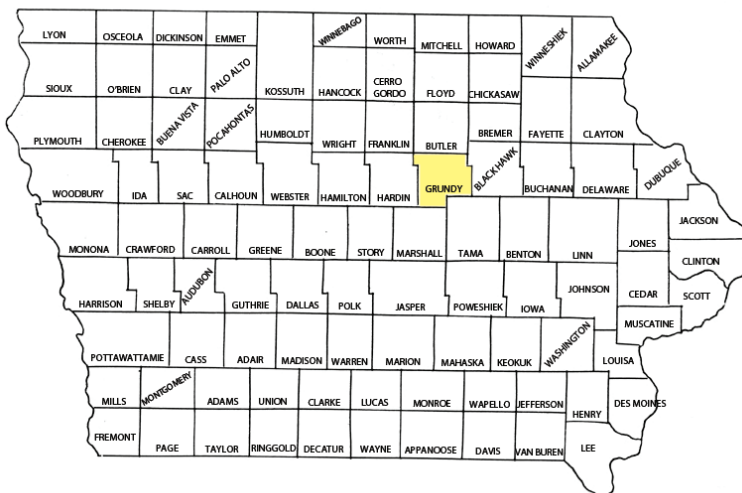 LYON OSCEOLA DICKINSON EMMET WINNEBAGO WORTH MITCHELL HOWARD WINNESHIEK ALLAMAKEE
SIOUX O'BRIEN CLAY PALO ALTO KOSSUTH HANCOCK CERRO GORDO FLOYD CHICKASAW
PLYMOUTH CHEROKEE BUENA VISTA POCAHONTAS HUMBOLDT WRIGHT FRANKLIN BUTLER BREMER FAYETTE CLAYTON
WOODBURY IDA SAC CALHOUN WEBSTER HAMILTON HARDIN GRUNDY BLACK HAWK BUCHANAN DELAWARE DUBUQUE
MONONA CRAWFORD CARROLL GREENE BOONE STORY MARSHALL TAMA BENTON LINN JONES JACKSON
CLINTON
HARRISON SHELBY AUDUBON GUTHRIE DALLAS POLK JASPER POWESHIEK IOWA JOHNSON CEDAR SCOTT
MUSCATINE
POTTAWATTAMIE CASS ADAIR MADISON WARREN MARION MAHASKA KEOKUK WASHINGTON LOUISA
MILLS MONTGOMERY ADAMS UNION CLARKE LUCAS MONROE WAPELLO JEFFERSON HENRY DES MOINES
FREMONT PAGE TAYLOR RINGGOLD DECATUR WAYNE APPANOOSE DAVIS VAN BUREN LEE